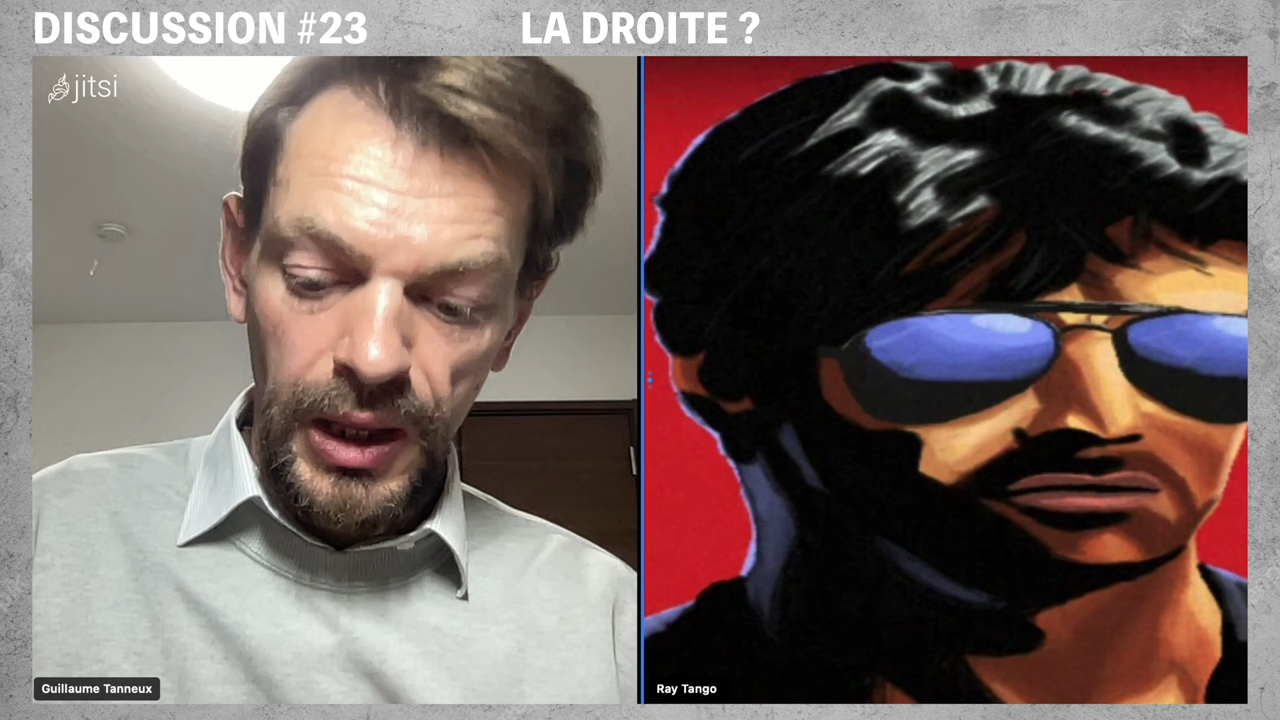 DISCUSSION #23
LA DROITE ?
jitsi
Guillaume Tanneux
Ray Tango